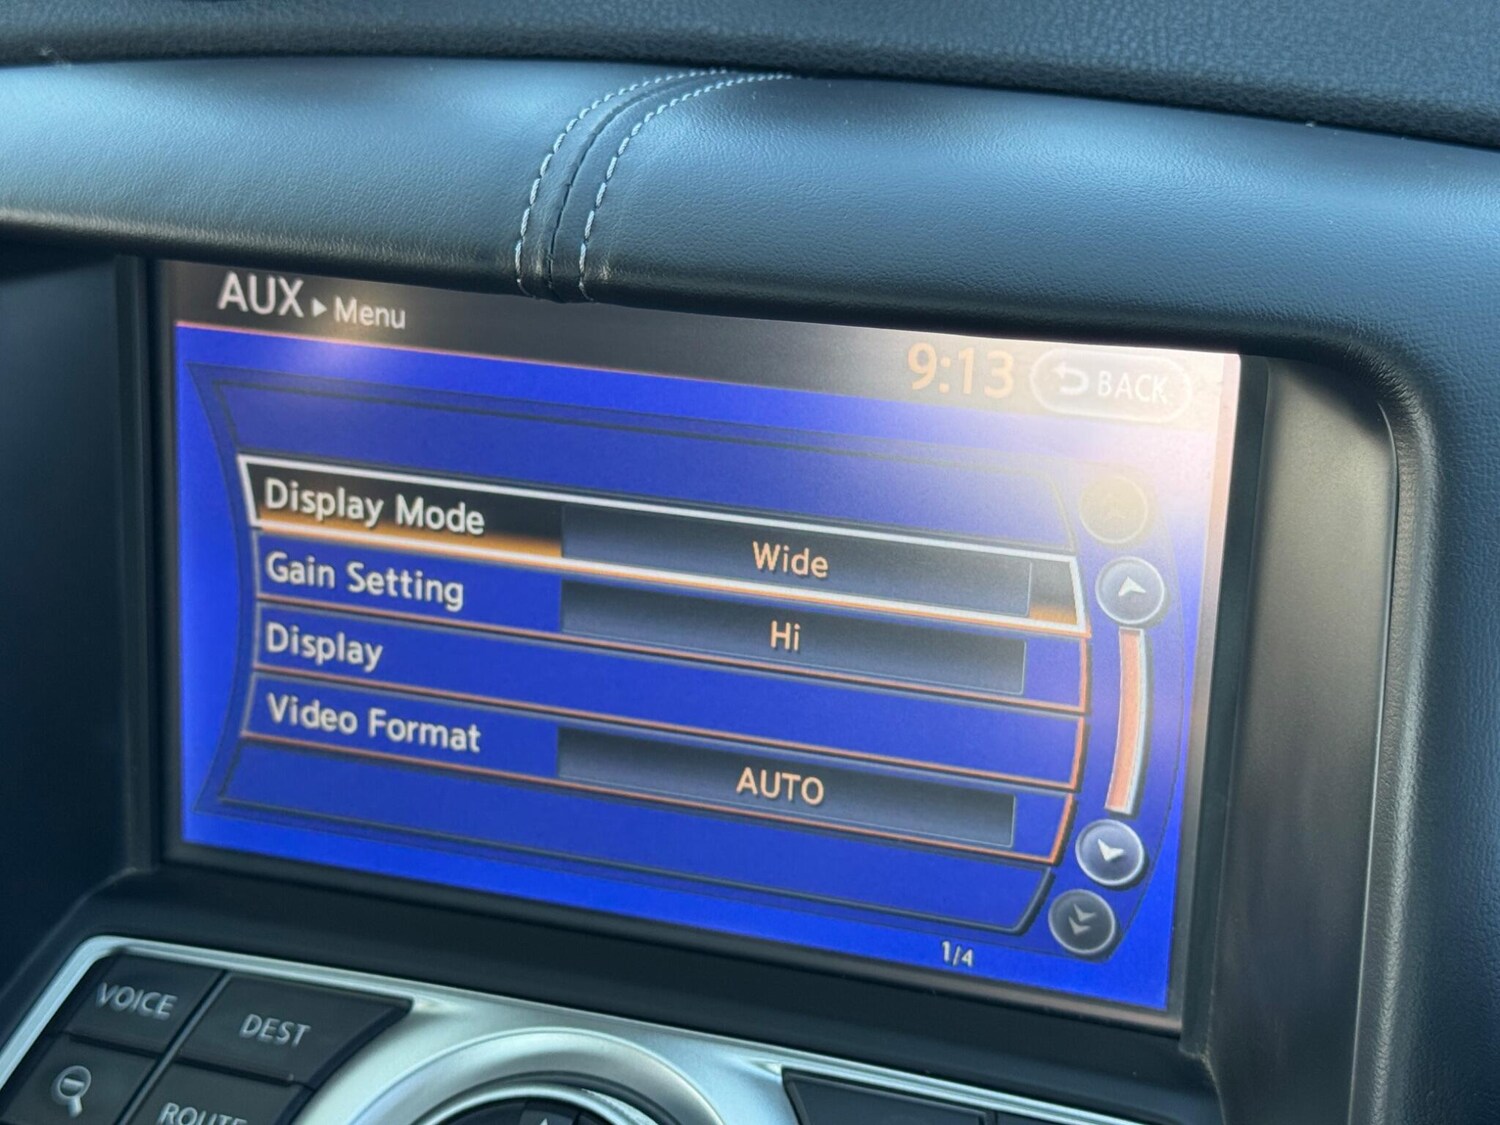 AUX Menu
9:13 BACK
Display Mode Wide
Gain Setting Hi
Display
Video Format AUTO
1/4
VOICE
DEST
ROUTE